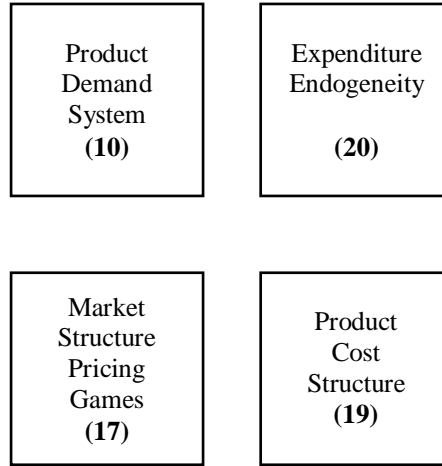 Product
Demand
System
(10)
Expenditure
Endogeneity
(20)
Market
Structure
Pricing
Games
(17)
Product
Cost
Structure
(19)